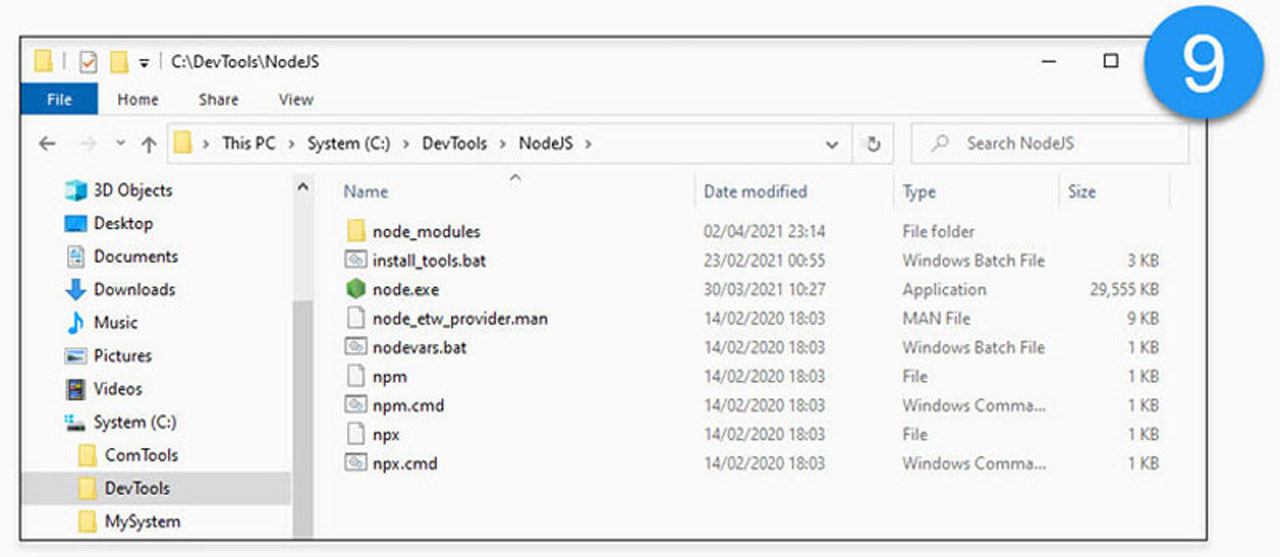 9
C:\DevTools\NodeJS
File Home Share View
This PC System (C:) DevTools NodeJS Search NodeJS
3D Objects
Desktop
Documents
Downloads
Music
Pictures
Videos
System (C:)
ComTools
DevTools
MySystem
Name Date modified Type Size
node_modules 02/04/2021 23:14 File folder
install_tools.bat 23/02/2021 00:55 Windows Batch File 3 KB
node.exe 30/03/2021 10:27 Application 29,555 KB
node_etw_provider.man 14/02/2020 18:03 MAN File 9 KB
nodevars.bat 14/02/2020 18:03 Windows Batch File 1 KB
npm 14/02/2020 18:03 File 1 KB
npm.cmd 14/02/2020 18:03 Windows Comma... 1 KB
npx 14/02/2020 18:03 File 1 KB
npx.cmd 14/02/2020 18:03 Windows Comma... 1 KB